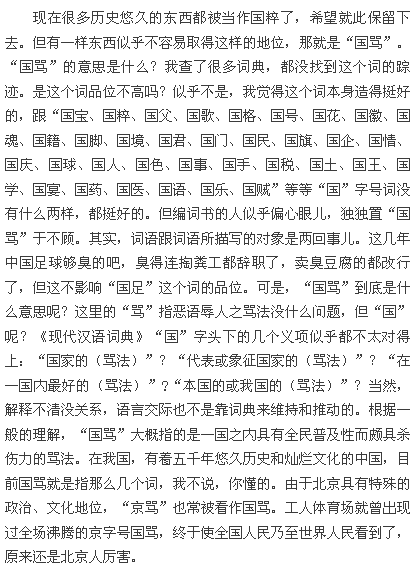 现在很多历史悠久的东西都被当作国粹了，希望就此保留下
去。但有一样东西似乎不容易取得这样的地位，那就是“国骂”。
“国骂”的意思是什么？我查了很多词典，都没找到这个词的踪
迹。是这个词品位不高吗？似乎不是，我觉得这个词本身造得挺好
的，跟“国宝、国粹、国父、国歌、国格、国号、国花、国徽、国
魂、国籍、国脚、国境、国君、国门、国民、国旗、国企、国情、
国庆、国球、国人、国色、国事、国手、国税、国土、国王、国
学、国宴、国药、国医、国语、国乐、国贼”等等“国”字号词没
有什么两样，都挺好的。但编词书的人似乎偏心眼儿，独独置“国
骂”于不顾。其实，词语跟词语所描写的对象是两回事儿。这几年
中国足球够臭的吧，臭得连掏粪工都辞职了，卖臭豆腐的都改行
了，但这不影响“国足”这个词的品位。可是，“国骂”到底是什
么意思呢？这里的“骂”指恶语辱人之骂法没什么问题，但“国”
呢？《现代汉语词典》“国”字头下的几个义项似乎都不太对得
上：“国家的（骂法）”？“代表或象征国家的（骂法）”？“在
一国内最好的（骂法）”？“本国的或我国的（骂法）”？当然，
解释不清没关系，语言交际也不是靠词典来维持和推动的。根据一
般的理解，“国骂”大概指的是一国之内具有全民普及性而颇具杀
伤力的骂法。在我国，有着五千年悠久历史和灿烂文化的中国，目
前国骂就是指那么几个词，我不说，你懂的。由于北京具有特殊的
政治、文化地位，“京骂”也常被看作国骂。工人体育场就曾出现
过全场沸腾的京字号国骂，终于使全国人民乃至世界人民看到了，
原来还是北京人厉害。